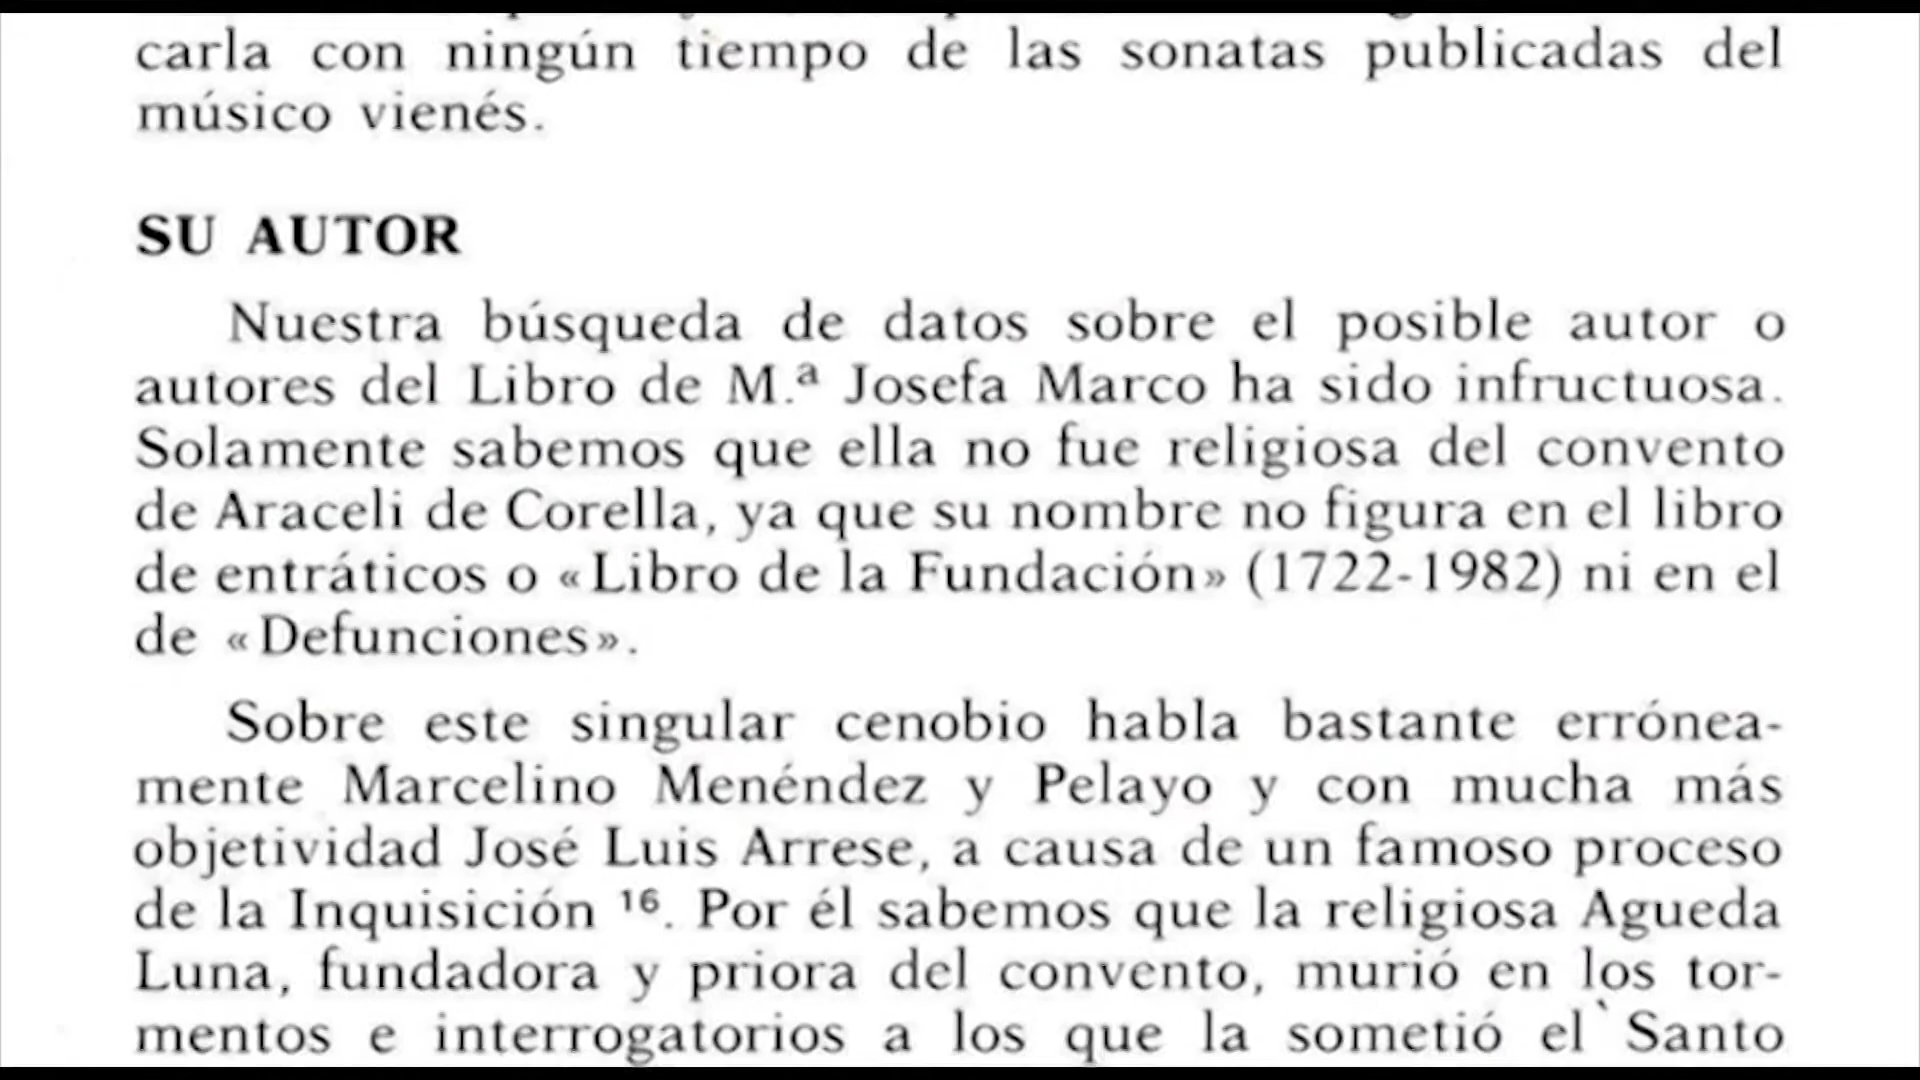 carla con ningún tiempo de las sonatas publicadas del
músico vienés.
SU AUTOR
Nuestra búsqueda de datos sobre el posible autor o
autores del Libro de M.ª Josefa Marco ha sido infructuosa.
Solamente sabemos que ella no fue religiosa del convento
de Araceli de Corella, ya que su nombre no figura en el libro
de entráticos o «Libro de la Fundación» (1722-1982) ni en el
de «Defunciones».
Sobre este singular cenobio habla bastante errónea-
mente Marcelino Menéndez y Pelayo y con mucha más
objetividad José Luis Arrese, a causa de un famoso proceso
de la Inquisición ¹⁶. Por él sabemos que la religiosa Agueda
Luna, fundadora y priora del convento, murió en los tor-
mentos e interrogatorios a los que la sometió el Santo